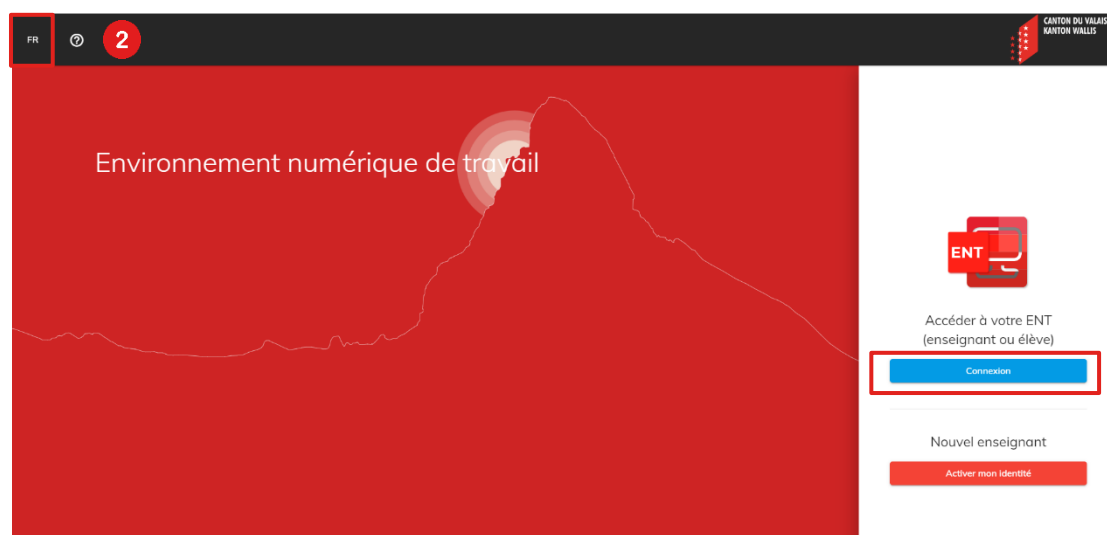 FR
2
CANTON DU VALAIS
KANTON WALLIS
Environnement numérique de travail
ENT
Accéder à votre ENT
(enseignant ou élève)
Connexion
Nouvel enseignant
Activer mon identité